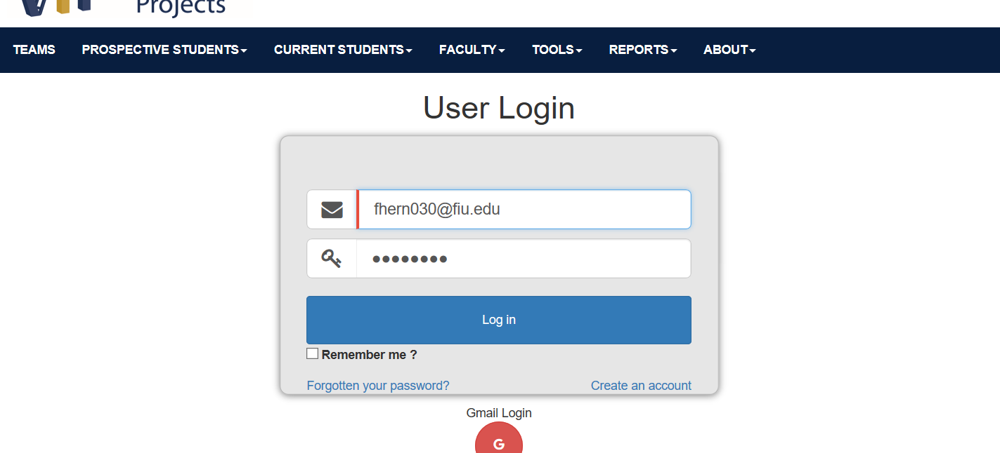 Projects
TEAMS PROSPECTIVE STUDENTS CURRENT STUDENTS FACULTY TOOLS REPORTS ABOUT
User Login
fhern030@fiu.edu
••••••••
Log in
Remember me ?
Forgotten your password? Create an account
Gmail Login
G